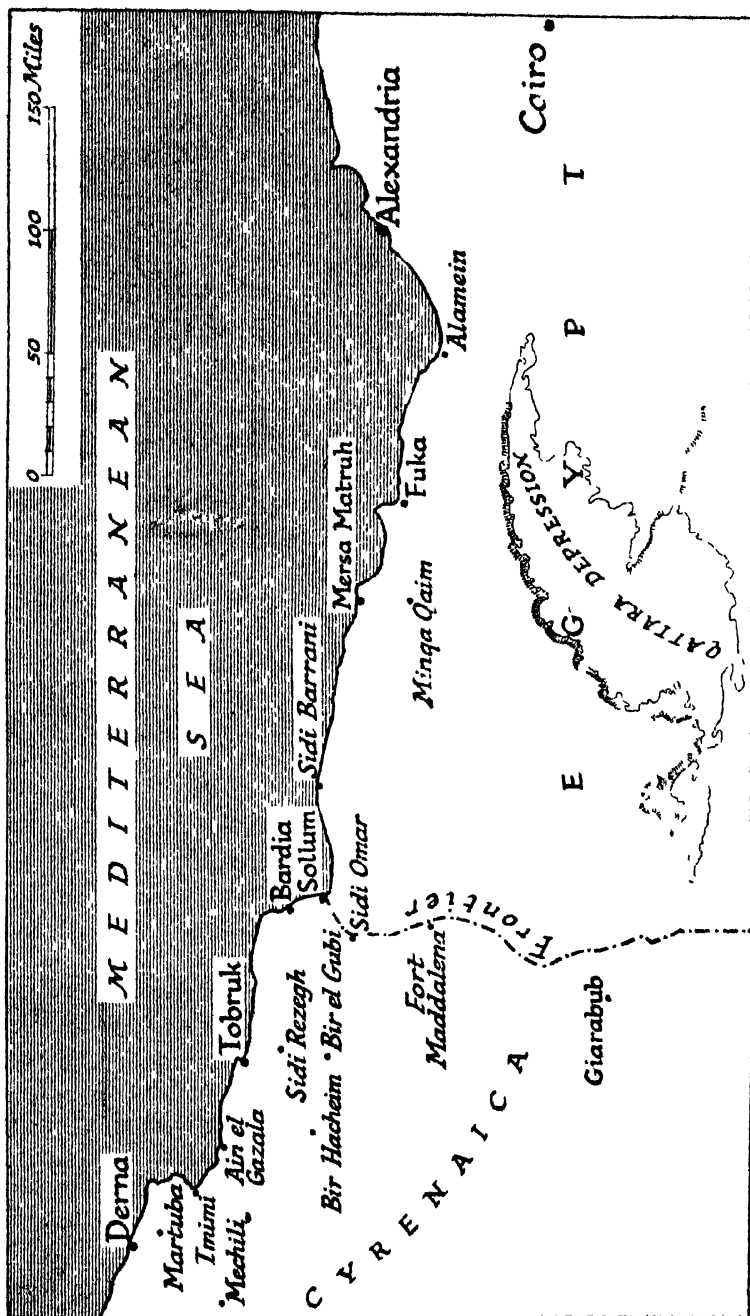 0 50 100 150 Miles
MEDITERRANEAN
SEA
Derna
Martuba
Imimi
Mechili
Ain el
Gazala
Tobruk
Bardia
Sollum
Sidi Barrani
Mersa Matruh
Fuka
Alamein
Alexandria
Cairo
Sidi Rezegh
Bir Hacheim
Bir el Gubi
Sidi Omar
Minqa Q'aim
Fort
Maddalena
Frontier
Giarabub
CYRENAICA
QATTARA DEPRESSION
EGYPT